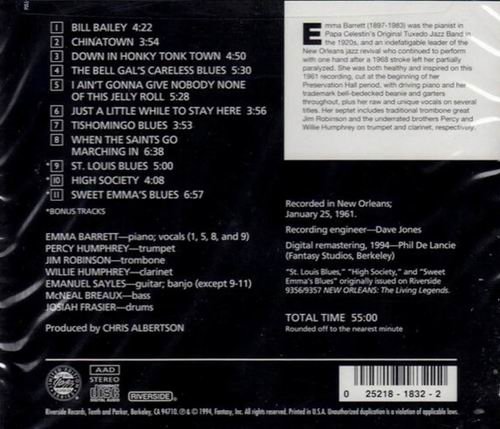 1 BILL BAILEY 4:22
2 CHINATOWN 3:54
3 DOWN IN HONKY TONK TOWN 4:50
4 THE BELL GAL'S CARELESS BLUES 5:30
5 I AIN'T GONNA GIVE NOBODY NONE
OF THIS JELLY ROLL 5:28
6 JUST A LITTLE WHILE TO STAY HERE 3:56
7 TISHOMINGO BLUES 3:53
8 WHEN THE SAINTS GO
MARCHING IN 6:38
*9 ST. LOUIS BLUES 5:00
*10 HIGH SOCIETY 4:08
*11 SWEET EMMA'S BLUES 6:57
*BONUS TRACKS
EMMA BARRETT—piano; vocals (1, 5, 8, and 9)
PERCY HUMPHREY—trumpet
JIM ROBINSON—trombone
WILLIE HUMPHREY—clarinet
EMANUEL SAYLES—guitar; banjo (except 9-11)
McNEAL BREAUX—bass
JOSIAH FRASIER—drums
Produced by CHRIS ALBERTSON
Emma Barrett (1897-1983) was the pianist in
Papa Celestin's Original Tuxedo Jazz Band in
the 1920s, and an indefatigable leader of the
New Orleans jazz revival who continued to perform
with one hand after a 1968 stroke left her partially
paralyzed. She was both healthy and inspired on this
1961 recording, cut at the beginning of her
Preservation Hall period, with driving piano and her
trademark bell-bedecked beanie and garters
throughout, plus her raw and unique vocals on several
titles. Her septet includes traditional trombone great
Jim Robinson and the underrated brothers Percy and
Willie Humphrey on trumpet and clarinet, respectively.
Recorded in New Orleans;
January 25, 1961.
Recording engineer—Dave Jones
Digital remastering, 1994—Phil De Lancie
(Fantasy Studios, Berkeley)
"St. Louis Blues," "High Society," and "Sweet
Emma's Blues" originally issued on Riverside
9356/9357 NEW ORLEANS: The Living Legends.
TOTAL TIME 55:00
Rounded off to the nearest minute
AAD
STEREO
COMPACT disc DIGITAL AUDIO
RIVERSIDE
0 25218-1832-2
Riverside Records, Tenth and Parker, Berkeley, CA 94710. ℗ & © 1994, Fantasy, Inc. All rights reserved. Printed in U.S.A. Unauthorized duplication is a violation of applicable laws.